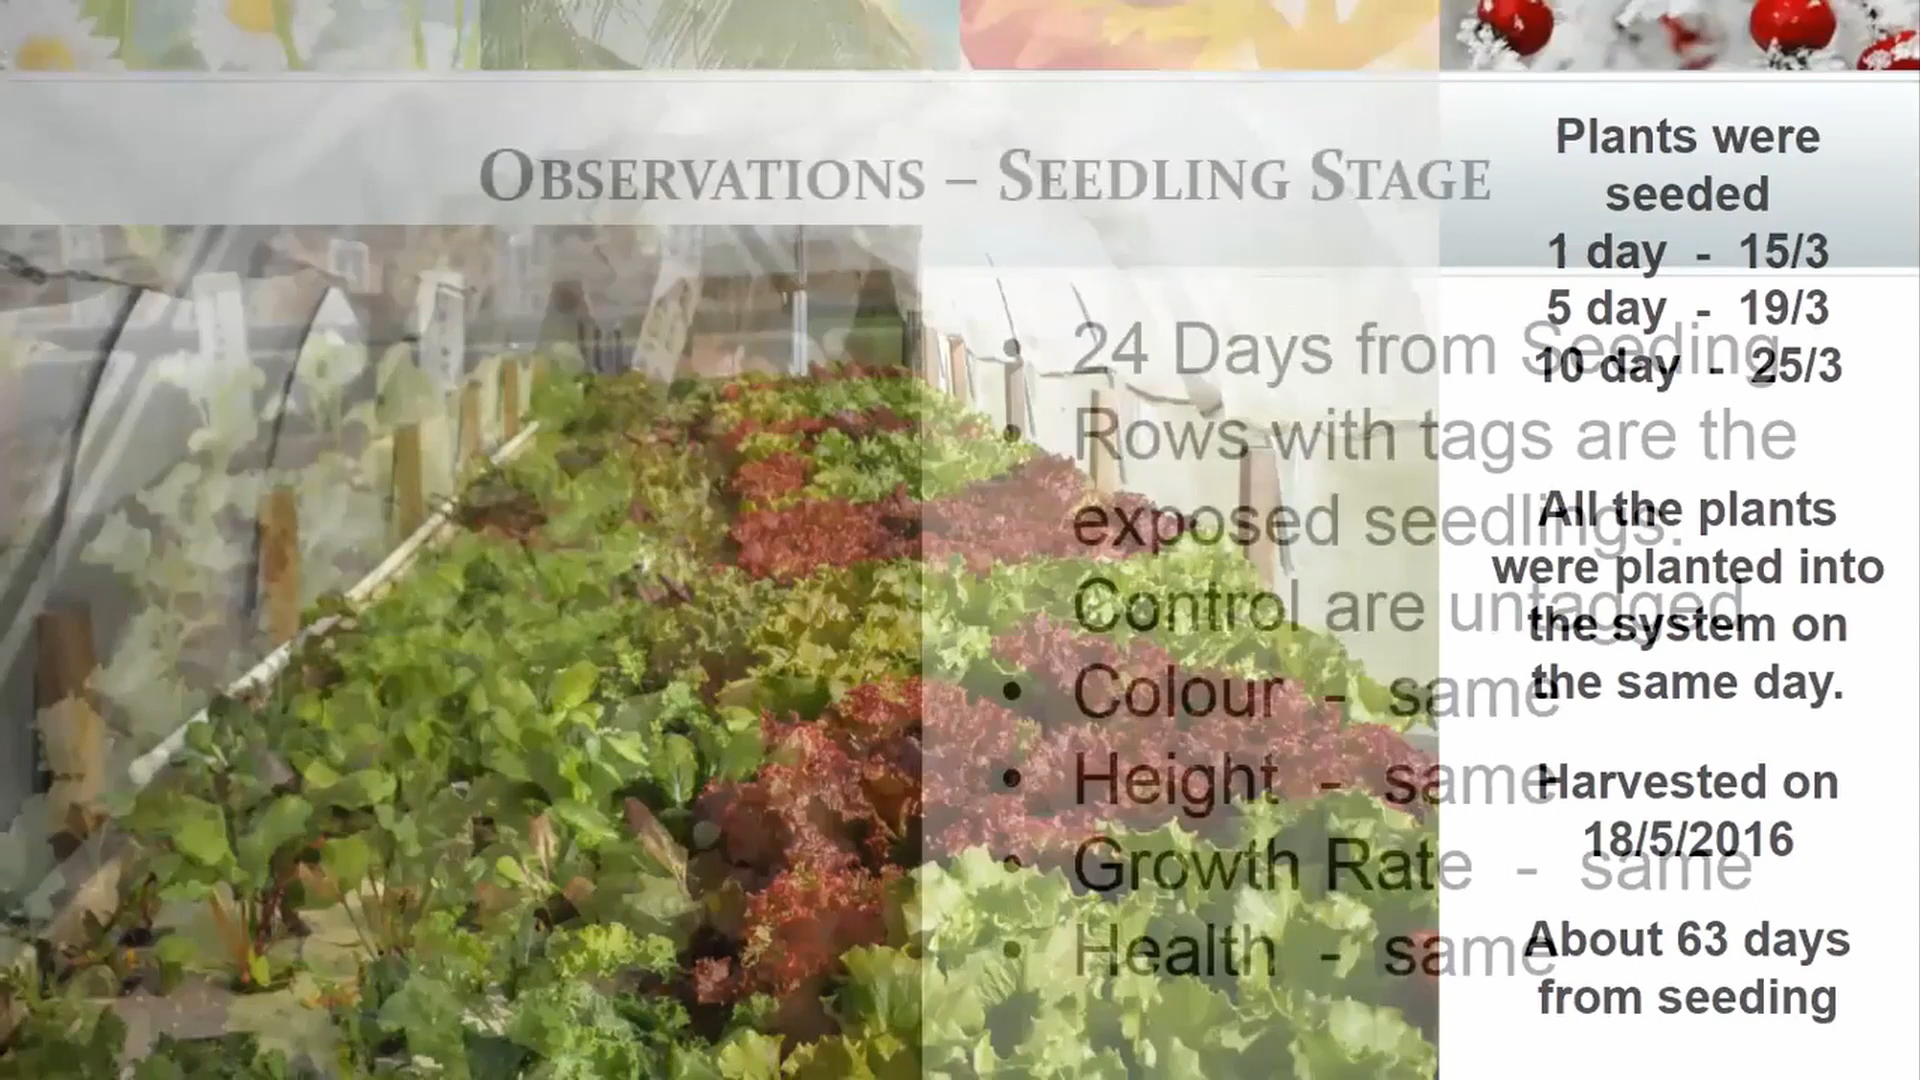 OBSERVATIONS – SEEDLING STAGE
• 24 Days from Seeding
• Rows with tags are the
exposed seedlings.
Control are untagged
• Colour - same
• Height - same
• Growth Rate - same
• Health - same
Plants were
seeded
1 day - 15/3
5 day - 19/3
10 day - 25/3
All the plants
were planted into
the system on
the same day.
Harvested on
18/5/2016
About 63 days
from seeding